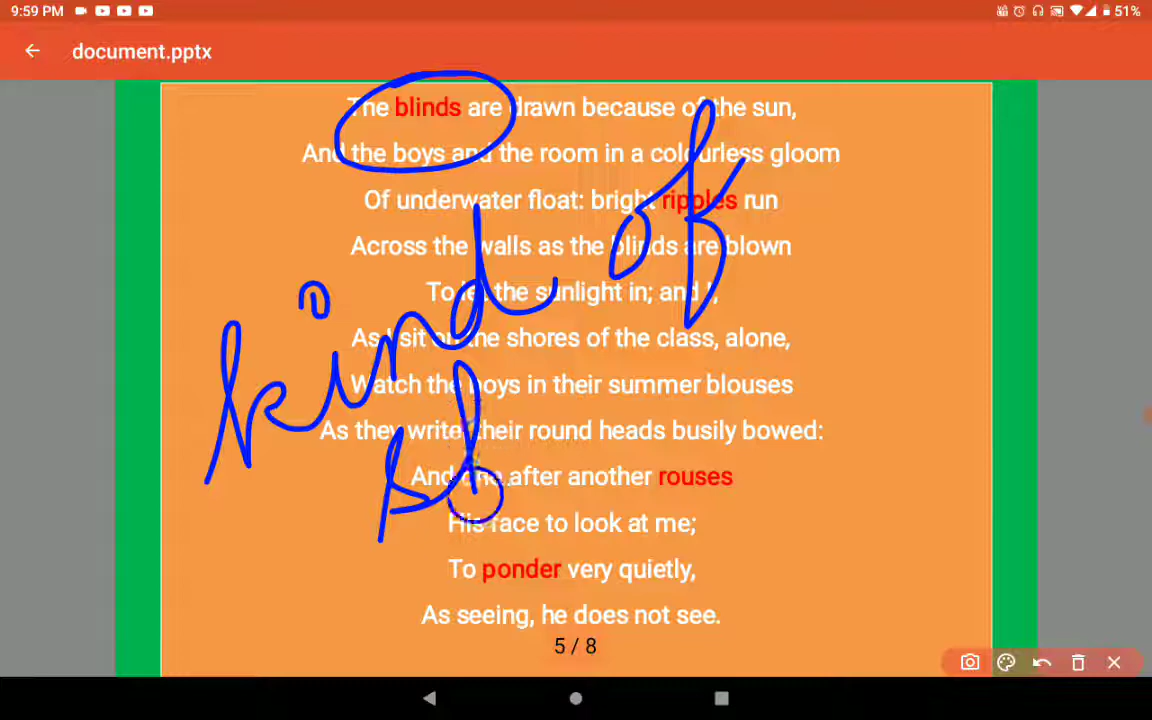 9:59 PM 51%
document.pptx
The blinds are drawn because of the sun,
And the boys and the room in a colourless gloom
Of underwater float: bright ripples run
Across the walls as the blinds are blown
To let the sunlight in; and I,
As I sit on the shores of the class, alone,
Watch the boys in their summer blouses
As they write, their round heads busily bowed:
And one after another rouses
His face to look at me;
To ponder very quietly,
As seeing, he does not see.
kind of
5 / 8